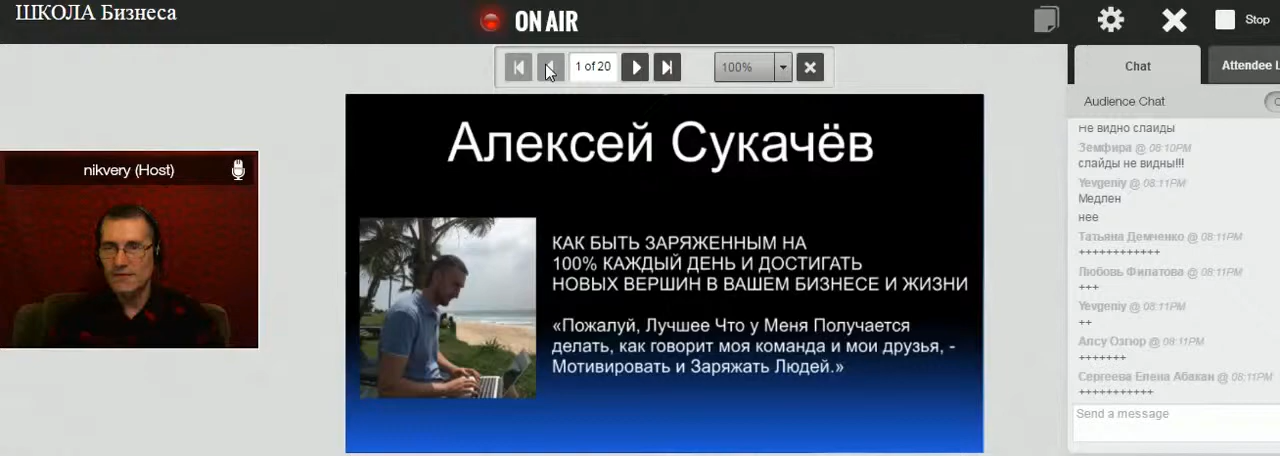 ШКОЛА Бизнеса
ON AIR
Stop
1 of 20
100%
Chat
Attendee L
Audience Chat
nikvery (Host)
Алексей Сукачёв
КАК БЫТЬ ЗАРЯЖЕННЫМ НА
100% КАЖДЫЙ ДЕНЬ И ДОСТИГАТЬ
НОВЫХ ВЕРШИН В ВАШЕМ БИЗНЕСЕ И ЖИЗНИ
«Пожалуй, Лучшее Что у Меня Получается
делать, как говорит моя команда и мои друзья, -
Мотивировать и Заряжать Людей.»
Не видно слайды
Земфира @ 08:10PM
слайды не видны!!!
Yevgeniy @ 08:11PM
Медлен
нее
Татьяна Демченко @ 08:11PM
++++++++++++
Любовь Филатова @ 08:11PM
+++
Yevgeniy @ 08:11PM
++
Алсу Озгюр @ 08:11PM
+++++++
Сергеева Елена Абакан @ 08:11PM
+++++++++++
Send a message